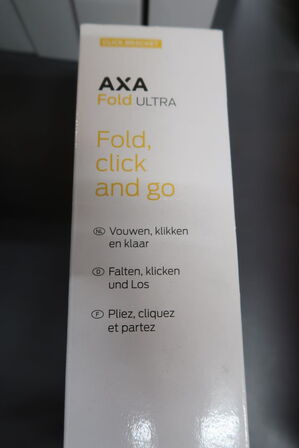 CLICK BRACKET
AXA
Fold ULTRA
Fold,
click
and go
NL Vouwen, klikken
en klaar
D Falten, klicken
und Los
F Pliez, cliquez
et partez